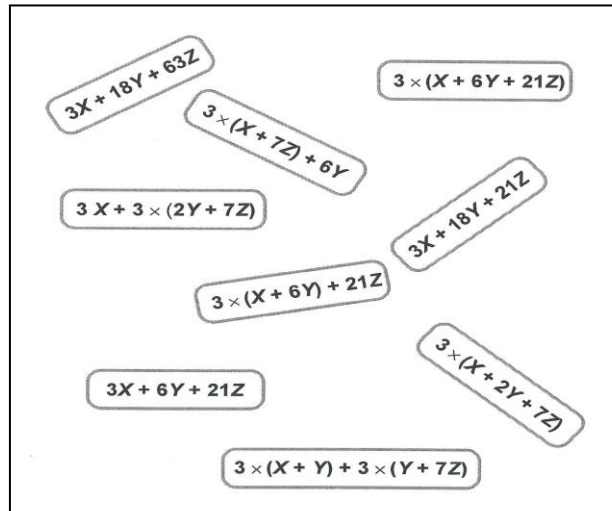 3X + 18Y + 63Z
3 × (X + 6Y + 21Z)
3 × (X + 7Z) + 6Y
3 X + 3 × (2Y + 7Z)
3X + 18Y + 21Z
3 × (X + 6Y) + 21Z
3X + 6Y + 21Z
3 × (X + 2Y + 7Z)
3 × (X + Y) + 3 × (Y + 7Z)